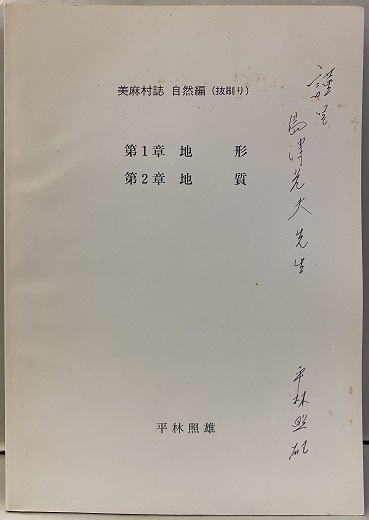 美麻村誌 自然編 (抜刷り)
第1章 地 形
第2章 地 質
平林照雄
謹呈
島津光夫先生
平林照雄